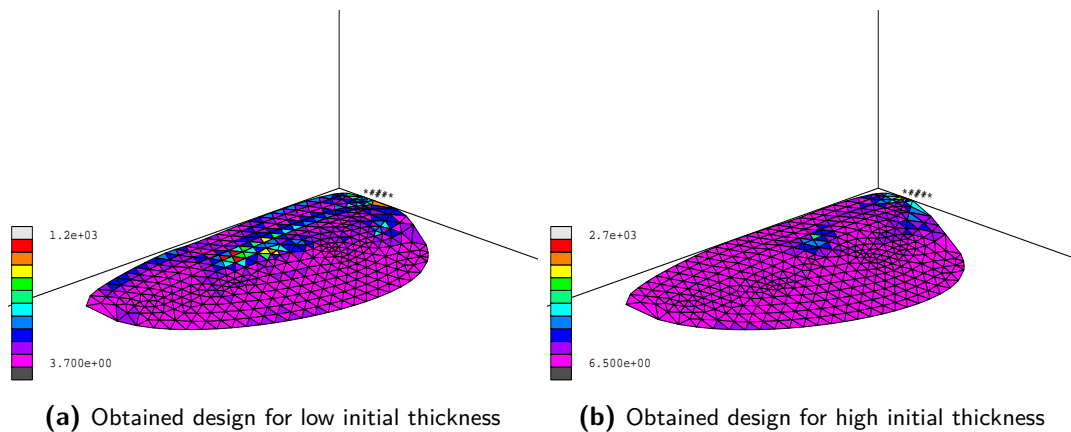 1.2e+03
3.700e+00
2.7e+03
6.500e+00
(a) Obtained design for low initial thickness
(b) Obtained design for high initial thickness